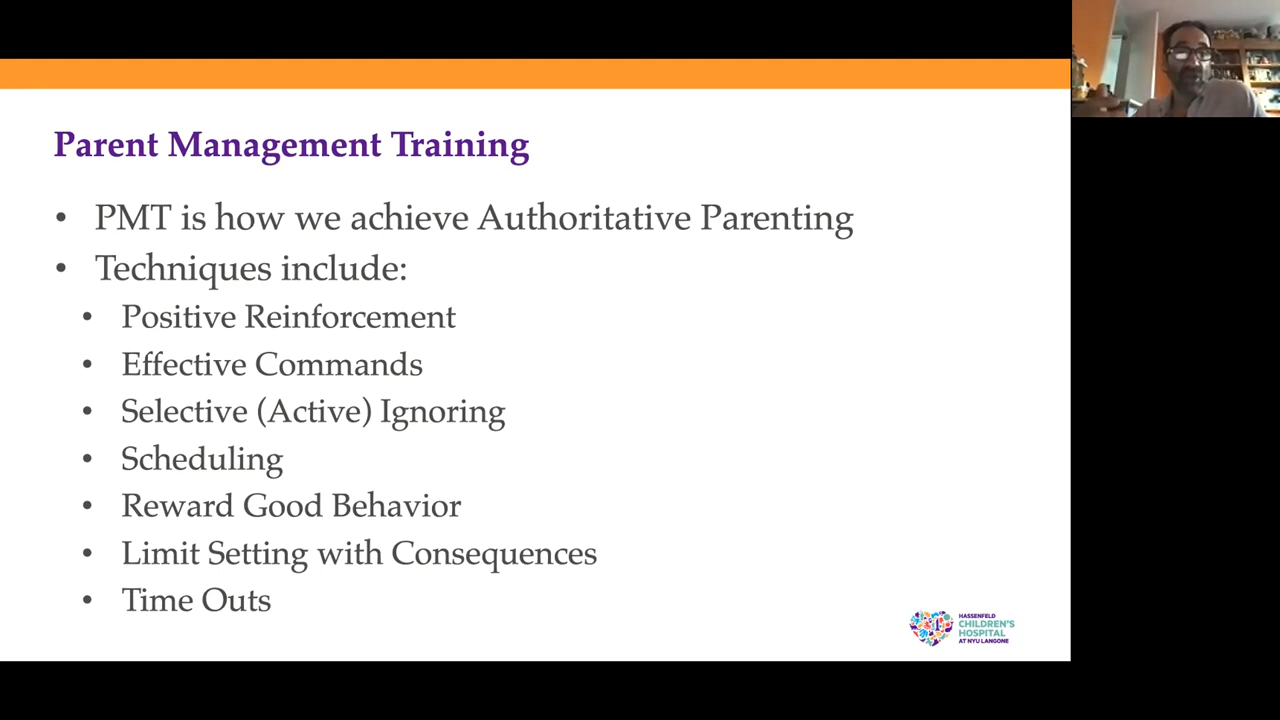 Parent Management Training
• PMT is how we achieve Authoritative Parenting
• Techniques include:
• Positive Reinforcement
• Effective Commands
• Selective (Active) Ignoring
• Scheduling
• Reward Good Behavior
• Limit Setting with Consequences
• Time Outs
HASSENFELD
CHILDREN'S
HOSPITAL
AT NYU LANGONE